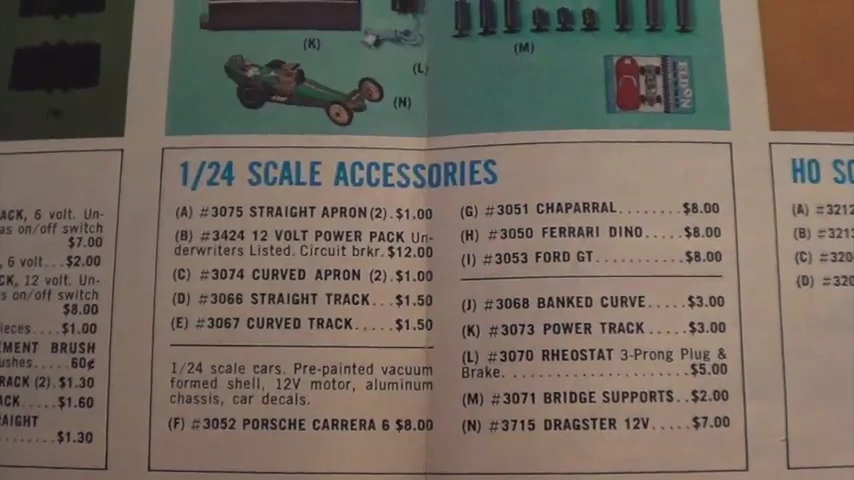 (K)
(L)
(M)
(N)
ACK, 6 volt. Un-
as on/off switch
$7.00
, 6 volt...$2.00
CK, 12 volt. Un-
s on/off switch
$8.00
ieces....$1.00
EMENT BRUSH
ushes.....60¢
RACK (2).$1.30
ACK.....$1.60
AIGHT
.........$1.30
1/24 SCALE ACCESSORIES
(A) #3075 STRAIGHT APRON(2).$1.00
(B) #3424 12 VOLT POWER PACK Un-
derwriters Listed. Circuit brkr. $12.00
(C) #3074 CURVED APRON (2).$1.00
(D) #3066 STRAIGHT TRACK...$1.50
(E) #3067 CURVED TRACK.....$1.50
1/24 scale cars. Pre-painted vacuum
formed shell, 12V motor, aluminum
chassis, car decals.
(F) #3052 PORSCHE CARRERA 6 $8.00
(G) #3051 CHAPARRAL........$8.00
(H) #3050 FERRARI DINO.....$8.00
(I) #3053 FORD GT..........$8.00
(J) #3068 BANKED CURVE.....$3.00
(K) #3073 POWER TRACK.....$3.00
(L) #3070 RHEOSTAT 3-Prong Plug &
Brake......................$5.00
(M) #3071 BRIDGE SUPPORTS..$2.00
(N) #3715 DRAGSTER 12V.....$7.00
HO SC
(A) #3212
(B) #3213
(C) #320
(D) #320